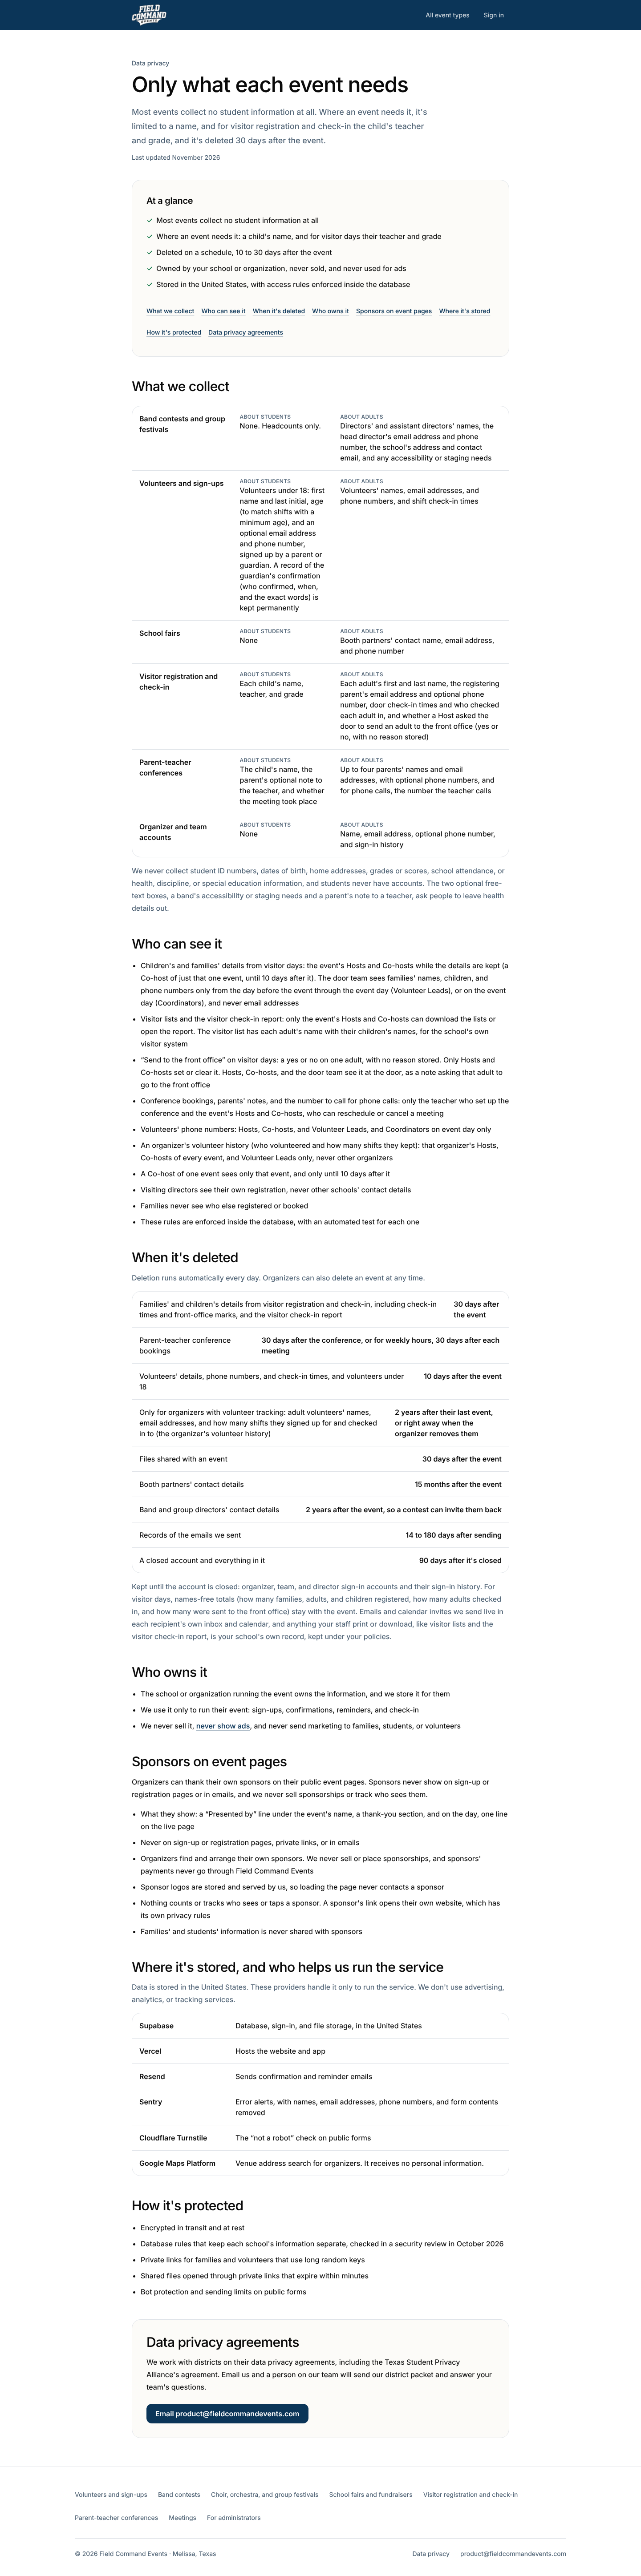 FIELD
COMMAND
EVENTS
All event types
Sign in
Data privacy
Only what each event needs
Most events collect no student information at all. Where an event needs it, it's
limited to a name, and for visitor registration and check-in the child's teacher
and grade, and it's deleted 30 days after the event.
Last updated November 2026
At a glance
✓ Most events collect no student information at all
✓ Where an event needs it: a child's name, and for visitor days their teacher and grade
✓ Deleted on a schedule, 10 to 30 days after the event
✓ Owned by your school or organization, never sold, and never used for ads
✓ Stored in the United States, with access rules enforced inside the database
What we collect Who can see it When it's deleted Who owns it Sponsors on event pages Where it's stored
How it's protected Data privacy agreements
What we collect
Band contests and group
festivals
ABOUT STUDENTS
None. Headcounts only.
ABOUT ADULTS
Directors' and assistant directors' names, the
head director's email address and phone
number, the school's address and contact
email, and any accessibility or staging needs
Volunteers and sign-ups
ABOUT STUDENTS
Volunteers under 18: first
name and last initial, age
(to match shifts with a
minimum age), and an
optional email address
and phone number,
signed up by a parent or
guardian. A record of the
guardian's confirmation
(who confirmed, when,
and the exact words) is
kept permanently
ABOUT ADULTS
Volunteers' names, email addresses, and
phone numbers, and shift check-in times
School fairs
ABOUT STUDENTS
None
ABOUT ADULTS
Booth partners' contact name, email address,
and phone number
Visitor registration and
check-in
ABOUT STUDENTS
Each child's name,
teacher, and grade
ABOUT ADULTS
Each adult's first and last name, the registering
parent's email address and optional phone
number, door check-in times and who checked
each adult in, and whether a Host asked the
door to send an adult to the front office (yes or
no, with no reason stored)
Parent-teacher
conferences
ABOUT STUDENTS
The child's name, the
parent's optional note to
the teacher, and whether
the meeting took place
ABOUT ADULTS
Up to four parents' names and email
addresses, with optional phone numbers, and
for phone calls, the number the teacher calls
Organizer and team
accounts
ABOUT STUDENTS
None
ABOUT ADULTS
Name, email address, optional phone number,
and sign-in history
We never collect student ID numbers, dates of birth, home addresses, grades or scores, school attendance, or
health, discipline, or special education information, and students never have accounts. The two optional free-
text boxes, a band's accessibility or staging needs and a parent's note to a teacher, ask people to leave health
details out.
Who can see it
• Children's and families' details from visitor days: the event's Hosts and Co-hosts while the details are kept (a
Co-host of just that one event, until 10 days after it). The door team sees families' names, children, and
phone numbers only from the day before the event through the event day (Volunteer Leads), or on the event
day (Coordinators), and never email addresses
• Visitor lists and the visitor check-in report: only the event's Hosts and Co-hosts can download the lists or
open the report. The visitor list has each adult's name with their children's names, for the school's own
visitor system
• “Send to the front office” on visitor days: a yes or no on one adult, with no reason stored. Only Hosts and
Co-hosts set or clear it. Hosts, Co-hosts, and the door team see it at the door, as a note asking that adult to
go to the front office
• Conference bookings, parents' notes, and the number to call for phone calls: only the teacher who set up the
conference and the event's Hosts and Co-hosts, who can reschedule or cancel a meeting
• Volunteers' phone numbers: Hosts, Co-hosts, and Volunteer Leads, and Coordinators on event day only
• An organizer's volunteer history (who volunteered and how many shifts they kept): that organizer's Hosts,
Co-hosts of every event, and Volunteer Leads only, never other organizers
• A Co-host of one event sees only that event, and only until 10 days after it
• Visiting directors see their own registration, never other schools' contact details
• Families never see who else registered or booked
• These rules are enforced inside the database, with an automated test for each one
When it's deleted
Deletion runs automatically every day. Organizers can also delete an event at any time.
Families' and children's details from visitor registration and check-in, including check-in
times and front-office marks, and the visitor check-in report
30 days after
the event
Parent-teacher conference
bookings
30 days after the conference, or for weekly hours, 30 days after each
meeting
Volunteers' details, phone numbers, and check-in times, and volunteers under
18
10 days after the event
Only for organizers with volunteer tracking: adult volunteers' names,
email addresses, and how many shifts they signed up for and checked
in to (the organizer's volunteer history)
2 years after their last event,
or right away when the
organizer removes them
Files shared with an event
30 days after the event
Booth partners' contact details
15 months after the event
Band and group directors' contact details
2 years after the event, so a contest can invite them back
Records of the emails we sent
14 to 180 days after sending
A closed account and everything in it
90 days after it's closed
Kept until the account is closed: organizer, team, and director sign-in accounts and their sign-in history. For
visitor days, names-free totals (how many families, adults, and children registered, how many adults checked
in, and how many were sent to the front office) stay with the event. Emails and calendar invites we send live in
each recipient's own inbox and calendar, and anything your staff print or download, like visitor lists and the
visitor check-in report, is your school's own record, kept under your policies.
Who owns it
• The school or organization running the event owns the information, and we store it for them
• We use it only to run their event: sign-ups, confirmations, reminders, and check-in
• We never sell it, never show ads, and never send marketing to families, students, or volunteers
Sponsors on event pages
Organizers can thank their own sponsors on their public event pages. Sponsors never show on sign-up or
registration pages or in emails, and we never sell sponsorships or track who sees them.
• What they show: a “Presented by” line under the event's name, a thank-you section, and on the day, one line
on the live page
• Never on sign-up or registration pages, private links, or in emails
• Organizers find and arrange their own sponsors. We never sell or place sponsorships, and sponsors'
payments never go through Field Command Events
• Sponsor logos are stored and served by us, so loading the page never contacts a sponsor
• Nothing counts or tracks who sees or taps a sponsor. A sponsor's link opens their own website, which has
its own privacy rules
• Families' and students' information is never shared with sponsors
Where it's stored, and who helps us run the service
Data is stored in the United States. These providers handle it only to run the service. We don't use advertising,
analytics, or tracking services.
Supabase
Database, sign-in, and file storage, in the United States
Vercel
Hosts the website and app
Resend
Sends confirmation and reminder emails
Sentry
Error alerts, with names, email addresses, phone numbers, and form contents
removed
Cloudflare Turnstile
The “not a robot” check on public forms
Google Maps Platform
Venue address search for organizers. It receives no personal information.
How it's protected
• Encrypted in transit and at rest
• Database rules that keep each school's information separate, checked in a security review in October 2026
• Private links for families and volunteers that use long random keys
• Shared files opened through private links that expire within minutes
• Bot protection and sending limits on public forms
Data privacy agreements
We work with districts on their data privacy agreements, including the Texas Student Privacy
Alliance's agreement. Email us and a person on our team will send our district packet and answer your
team's questions.
Email product@fieldcommandevents.com
Volunteers and sign-ups Band contests Choir, orchestra, and group festivals School fairs and fundraisers Visitor registration and check-in
Parent-teacher conferences Meetings For administrators
© 2026 Field Command Events · Melissa, Texas
Data privacy product@fieldcommandevents.com